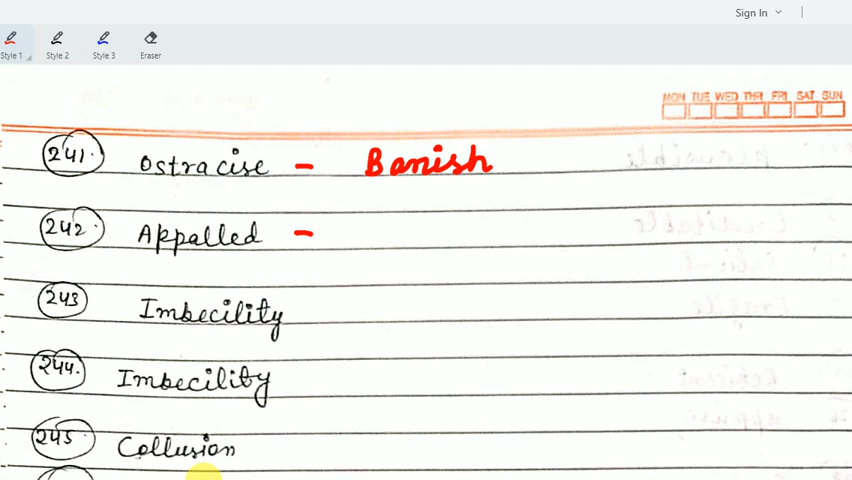 Sign In
Style 1 Style 2 Style 3 Eraser
MON TUE WED THR FRI SAT SUN
241. Ostracise - Banish
242. Appalled -
243 Imbecility
244. Imbecility
245. Collusion